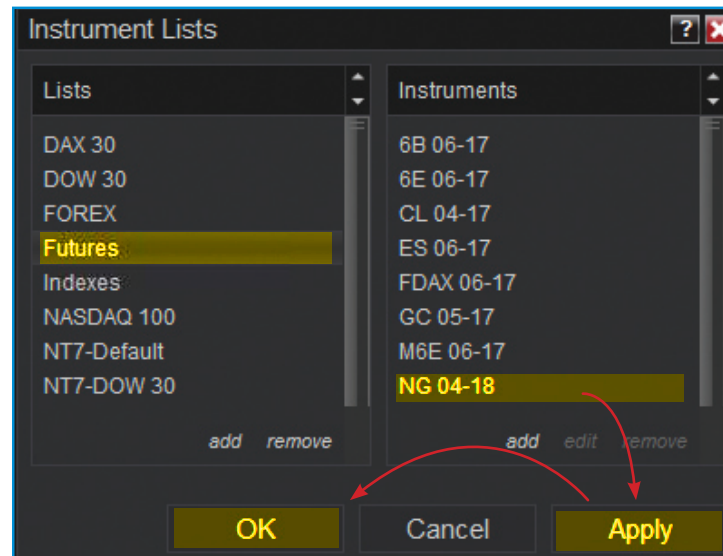 Instrument Lists ?
Lists
DAX 30
DOW 30
FOREX
Futures
Indexes
NASDAQ 100
NT7-Default
NT7-DOW 30
add remove
Instruments
6B 06-17
6E 06-17
CL 04-17
ES 06-17
FDAX 06-17
GC 05-17
M6E 06-17
NG 04-18
add edit remove
OK Cancel Apply